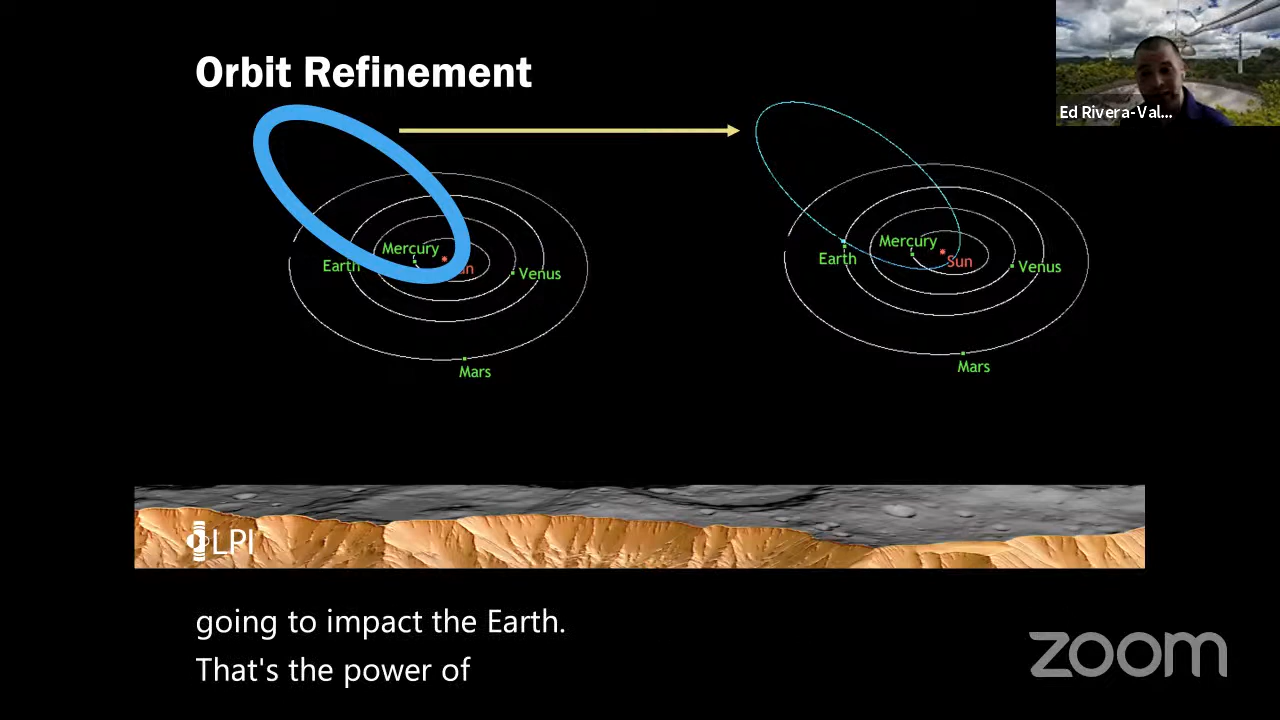 Orbit Refinement
Ed Rivera-Val...
Mercury
Earth
Venus
Mars
Mercury
Earth
Sun
Venus
Mars
LPI
going to impact the Earth.
That's the power of
zoom